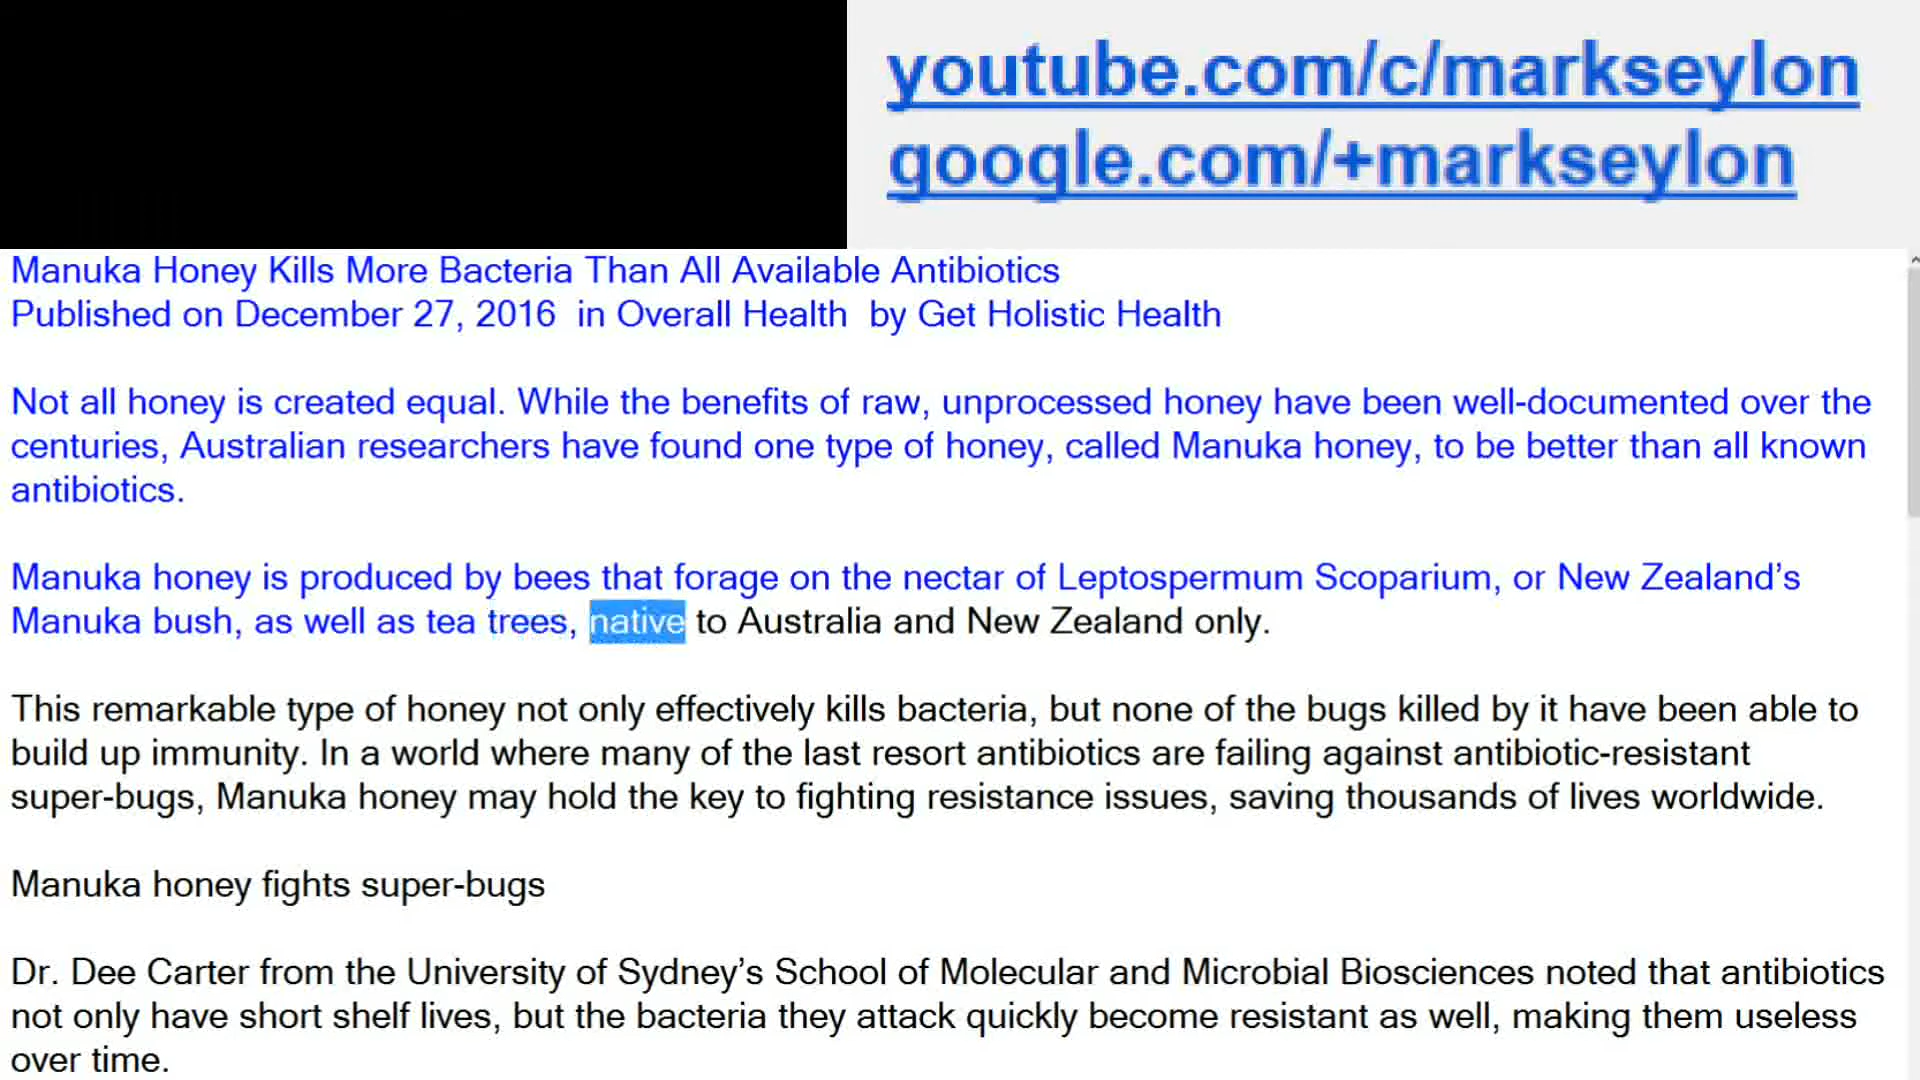 youtube.com/c/markseylon
google.com/+markseylon
Manuka Honey Kills More Bacteria Than All Available Antibiotics
Published on December 27, 2016  in Overall Health  by Get Holistic Health
Not all honey is created equal. While the benefits of raw, unprocessed honey have been well-documented over the
centuries, Australian researchers have found one type of honey, called Manuka honey, to be better than all known
antibiotics.
Manuka honey is produced by bees that forage on the nectar of Leptospermum Scoparium, or New Zealand’s
Manuka bush, as well as tea trees, native to Australia and New Zealand only.
This remarkable type of honey not only effectively kills bacteria, but none of the bugs killed by it have been able to
build up immunity. In a world where many of the last resort antibiotics are failing against antibiotic-resistant
super-bugs, Manuka honey may hold the key to fighting resistance issues, saving thousands of lives worldwide.
Manuka honey fights super-bugs
Dr. Dee Carter from the University of Sydney’s School of Molecular and Microbial Biosciences noted that antibiotics
not only have short shelf lives, but the bacteria they attack quickly become resistant as well, making them useless
over time.